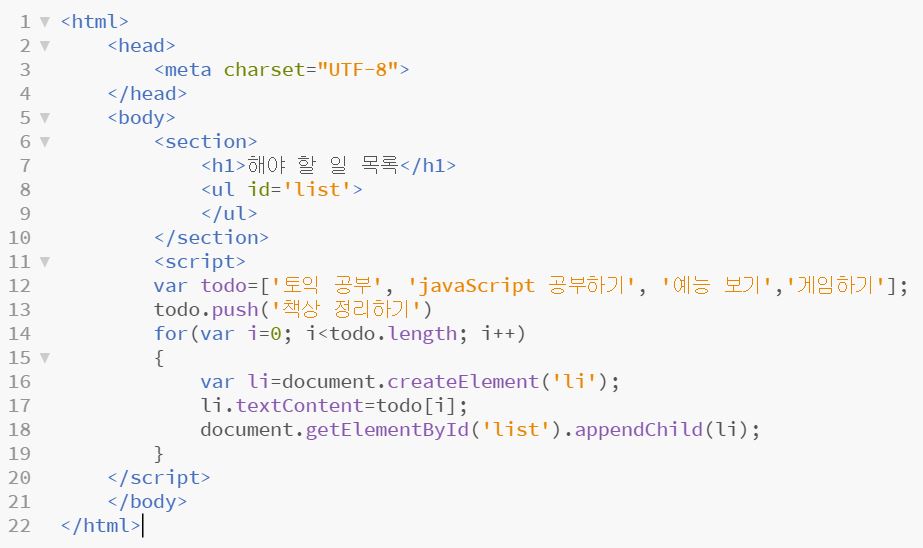 1 <html>
2 <head>
3 <meta charset="UTF-8">
4 </head>
5 <body>
6 <section>
7 <h1>해야 할 일 목록</h1>
8 <ul id='list'>
9 </ul>
10 </section>
11 <script>
12 var todo=['토익 공부', 'javaScript 공부하기', '예능 보기','게임하기'];
13 todo.push('책상 정리하기')
14 for(var i=0; i<todo.length; i++)
15 {
16 var li=document.createElement('li');
17 li.textContent=todo[i];
18 document.getElementById('list').appendChild(li);
19 }
20 </script>
21 </body>
22 </html>